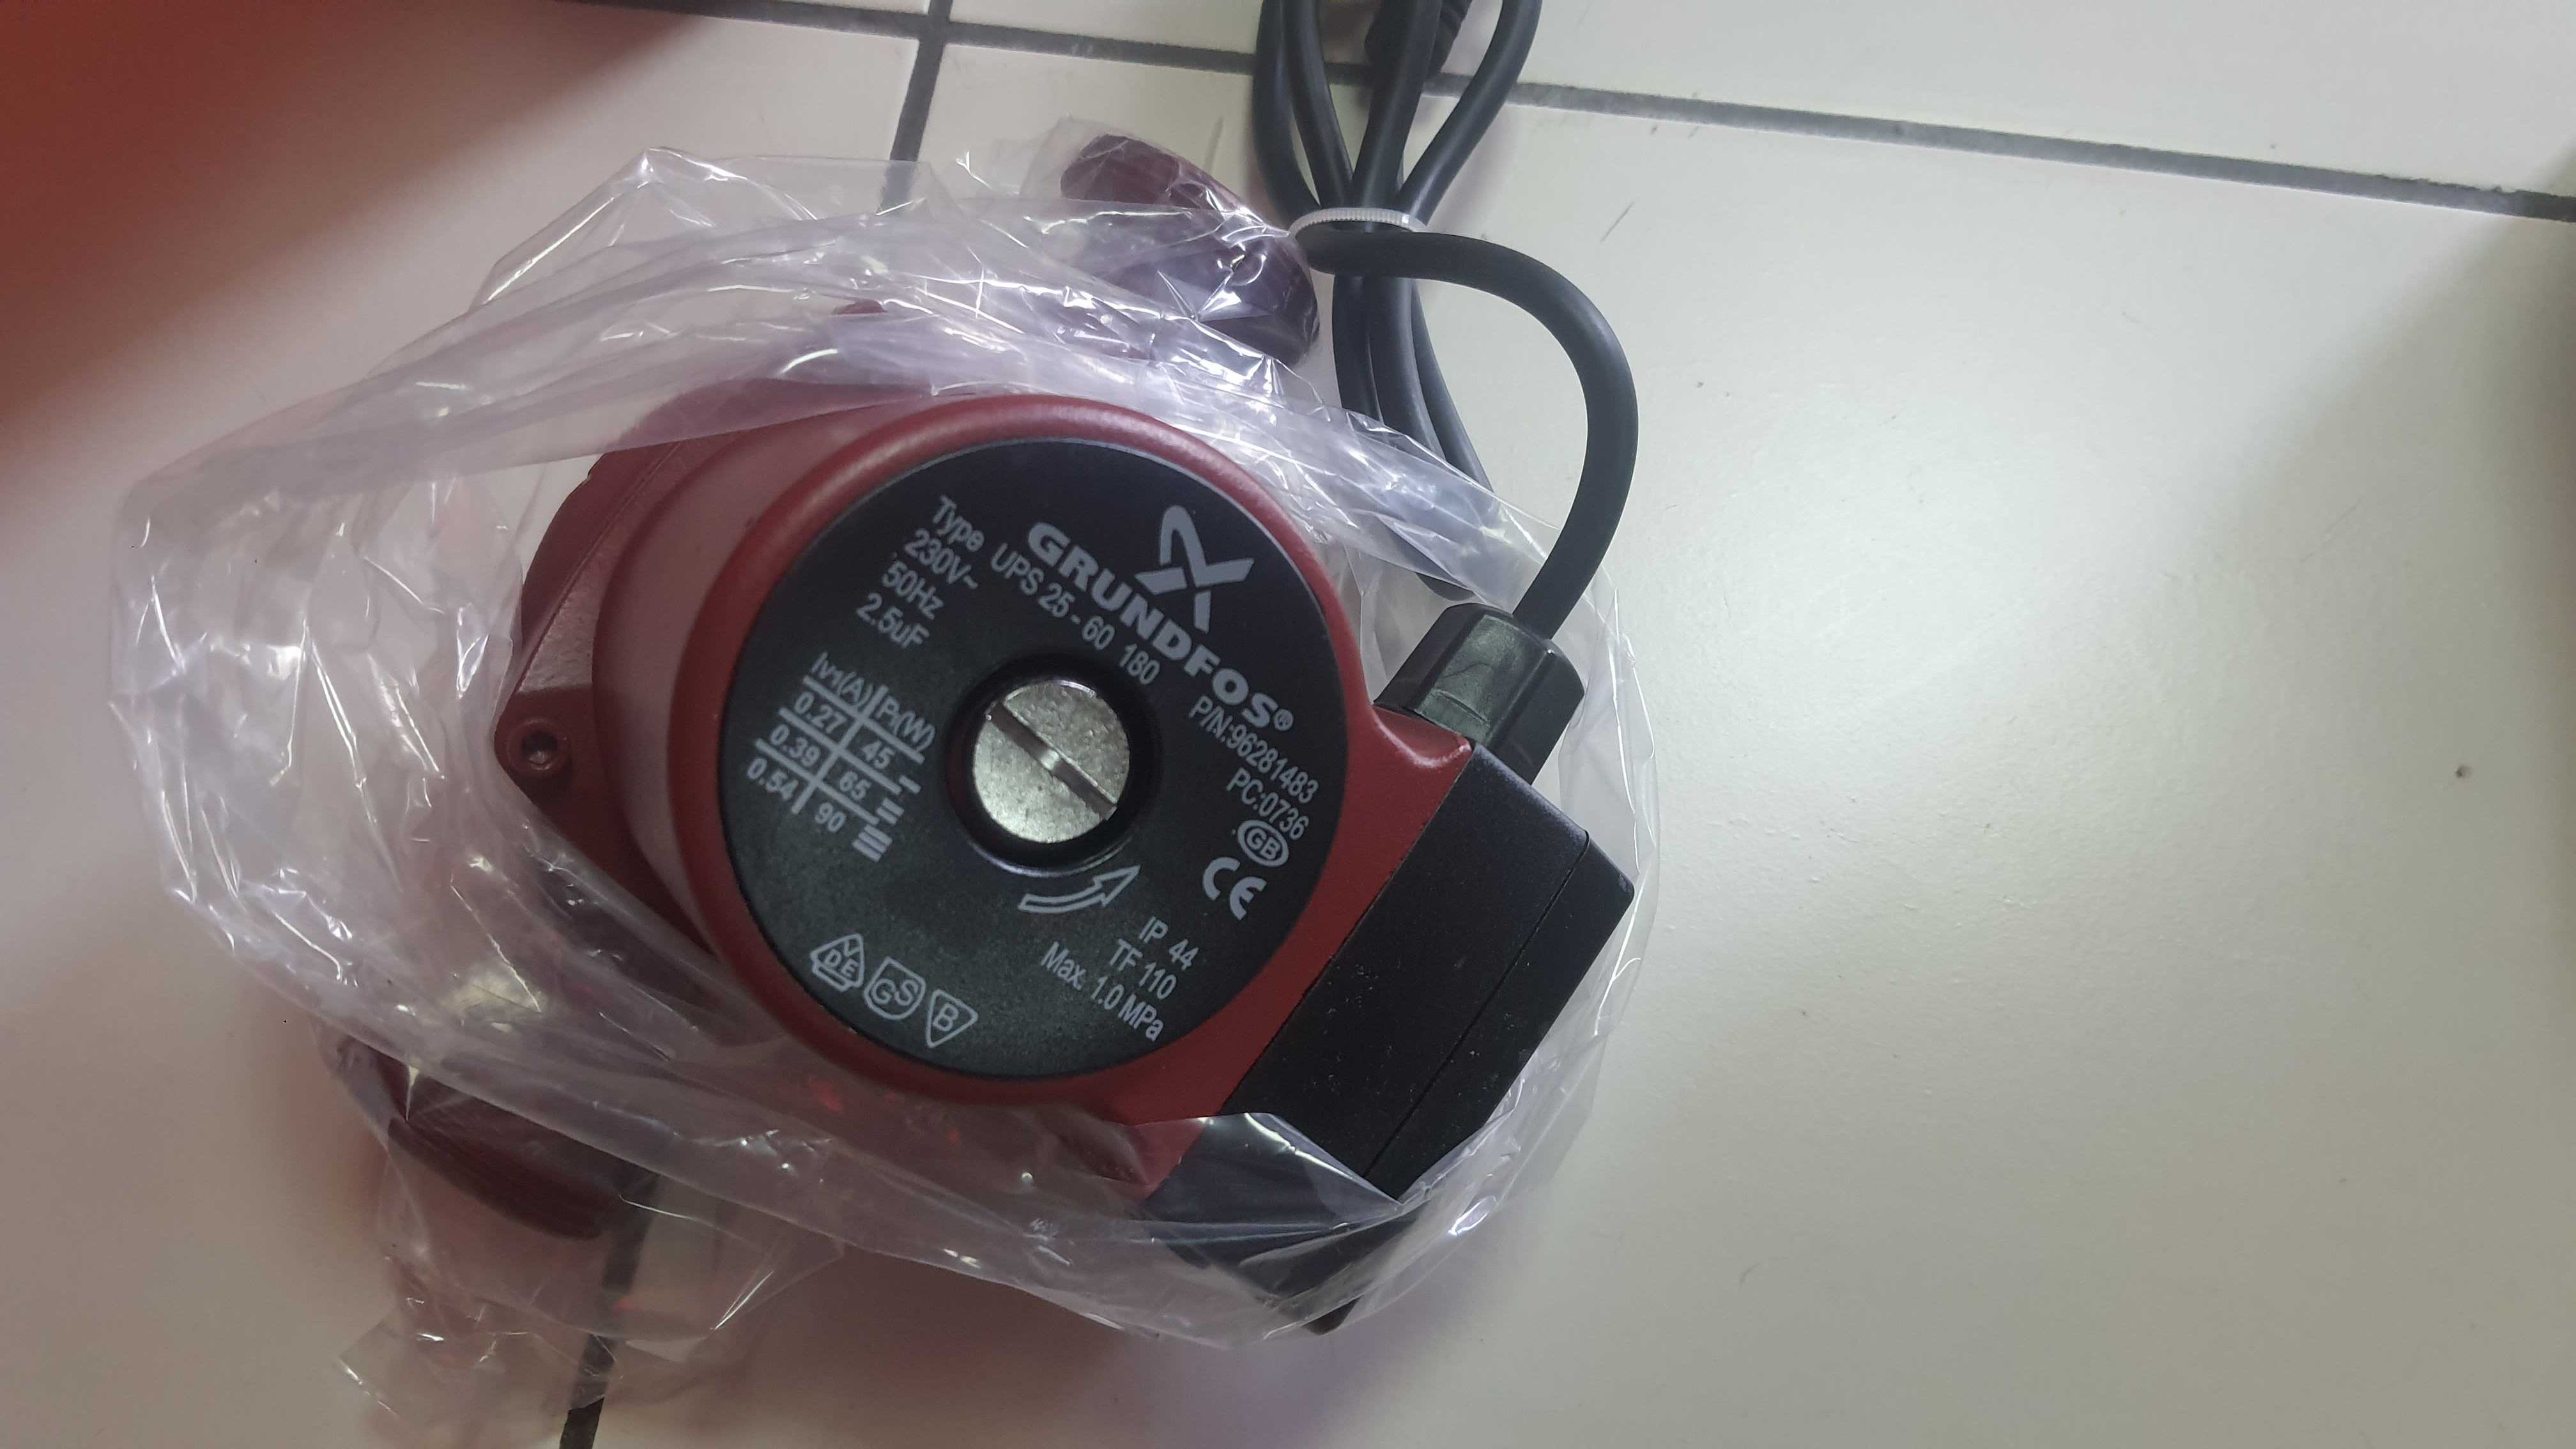 GRUNDFOS®
Type UPS 25 - 60 180
230V~
50Hz
2.5uF
P/N:96281483
PC:0736
GB
CE
I₁/₁(A) P₁(W)
0.27 45
0.39 65
0.54 90
IP 44
TF 110
Max. 1.0 MPa
VDE
GS
B